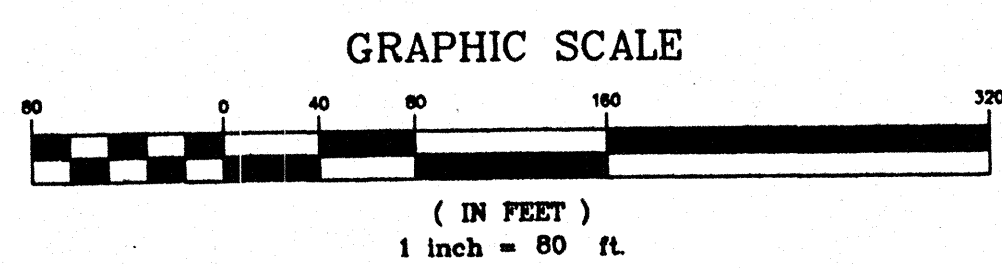 GRAPHIC SCALE
80 0 40 80 160 320
( IN FEET )
1 inch = 80 ft.